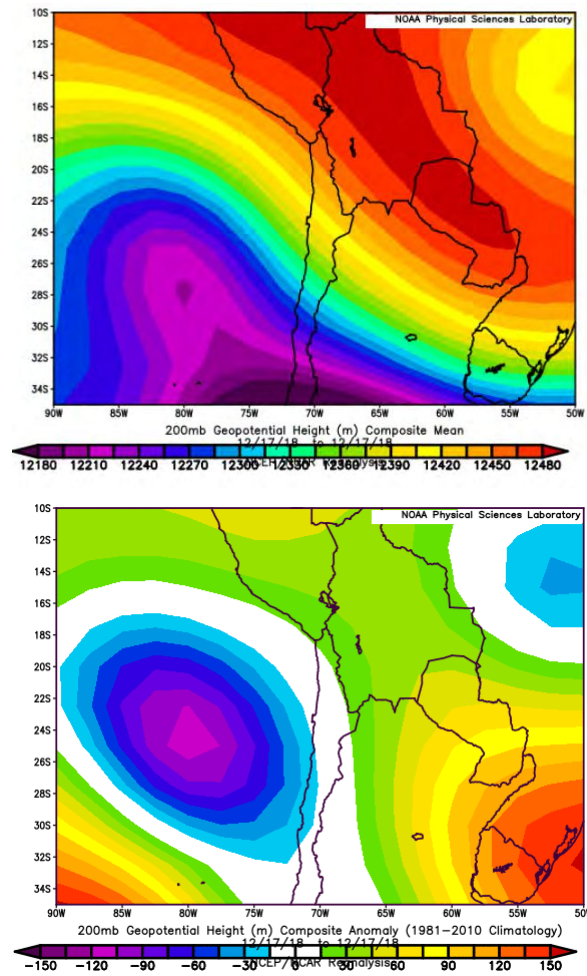 NOAA Physical Sciences Laboratory
10S
12S
14S
16S
18S
20S
22S
24S
26S
28S
30S
32S
34S
90W 85W 80W 75W 70W 65W 60W 55W 50W
200mb Geopotential Height (m) Composite Mean
12/17/18 to 12/17/18
Reanalysis
12180 12210 12240 12270 12300 12330 12360 12390 12420 12450 12480
NOAA Physical Sciences Laboratory
10S
12S
14S
16S
18S
20S
22S
24S
26S
28S
30S
32S
34S
90W 85W 80W 75W 70W 65W 60W 55W 50W
200mb Geopotential Height (m) Composite Anomaly (1981-2010 Climatology)
12/17/18 to 12/17/18
Reanalysis
-150 -120 -90 -60 -30 0 30 60 90 120 150